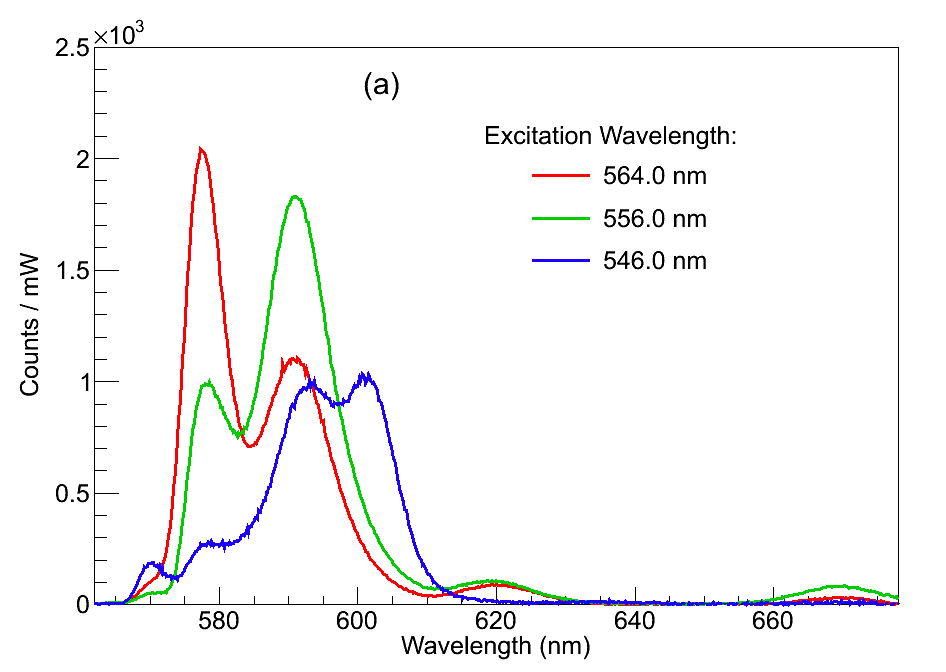 ×10³
2.5
(a)
Excitation Wavelength:
2
564.0 nm
556.0 nm
1.5
546.0 nm
Counts / mW
1
0.5
0
580 600 620 640 660
Wavelength (nm)